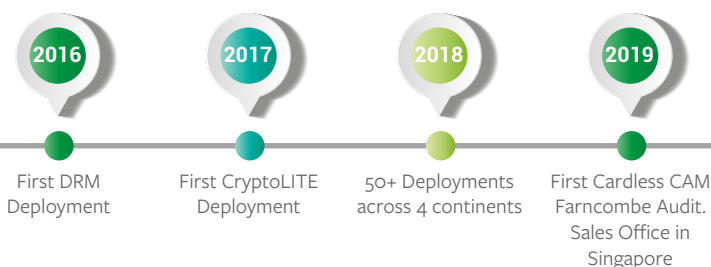 2016
First DRM
Deployment
2017
First CryptoLITE
Deployment
2018
50+ Deployments
across 4 continents
2019
First Cardless CAM
Farncombe Audit.
Sales Office in
Singapore